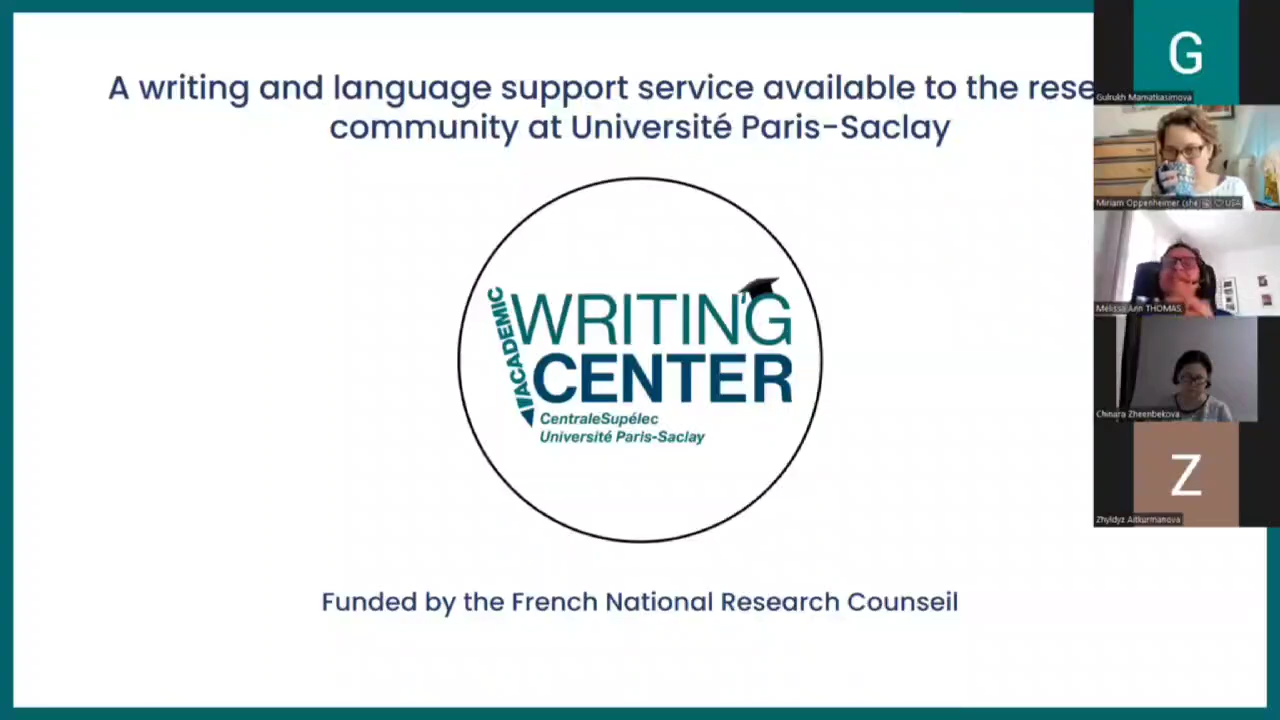 A writing and language support service available to the rese
community at Université Paris-Saclay
ACADEMIC
WRITING
CENTER
CentraleSupélec
Université Paris-Saclay
Funded by the French National Research Counseil
G
Gulrukh Mamatkasimova
Miriam Oppenheimer (she USA
Melissa Ann THOMAS
Chinara Zheenbekova
Z
Zhyldyz Aitkurmanova